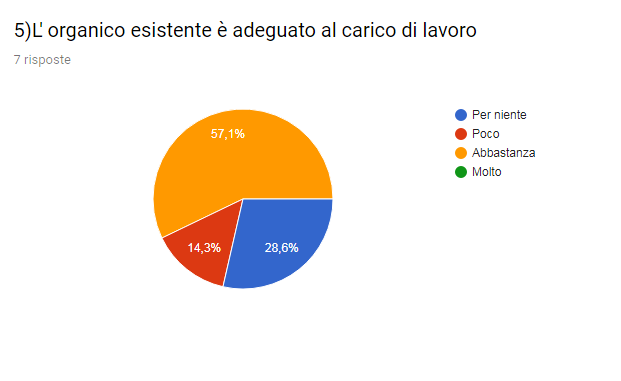 5)L' organico esistente è adeguato al carico di lavoro
7 risposte
57,1%
14,3%
28,6%
Per niente
Poco
Abbastanza
Molto